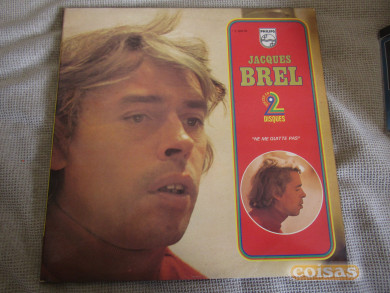 PHILIPS
JACQUES
BREL
2
DISQUES
"NE ME QUITTE PAS"
coisas